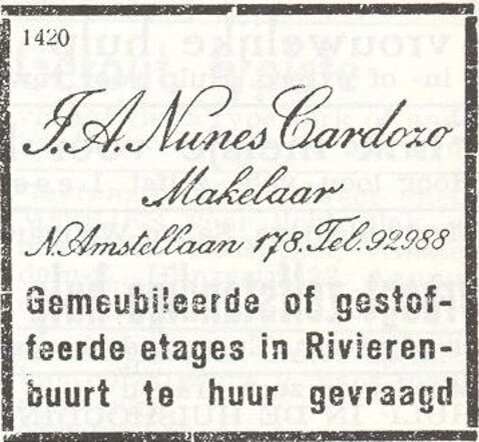 1420
J. A. Nunes Cardozo
Makelaar
N. Amstellaan 178. Tel. 92988
Gemeubileerde of gestof-
feerde etages in Rivieren-
buurt te huur gevraagd